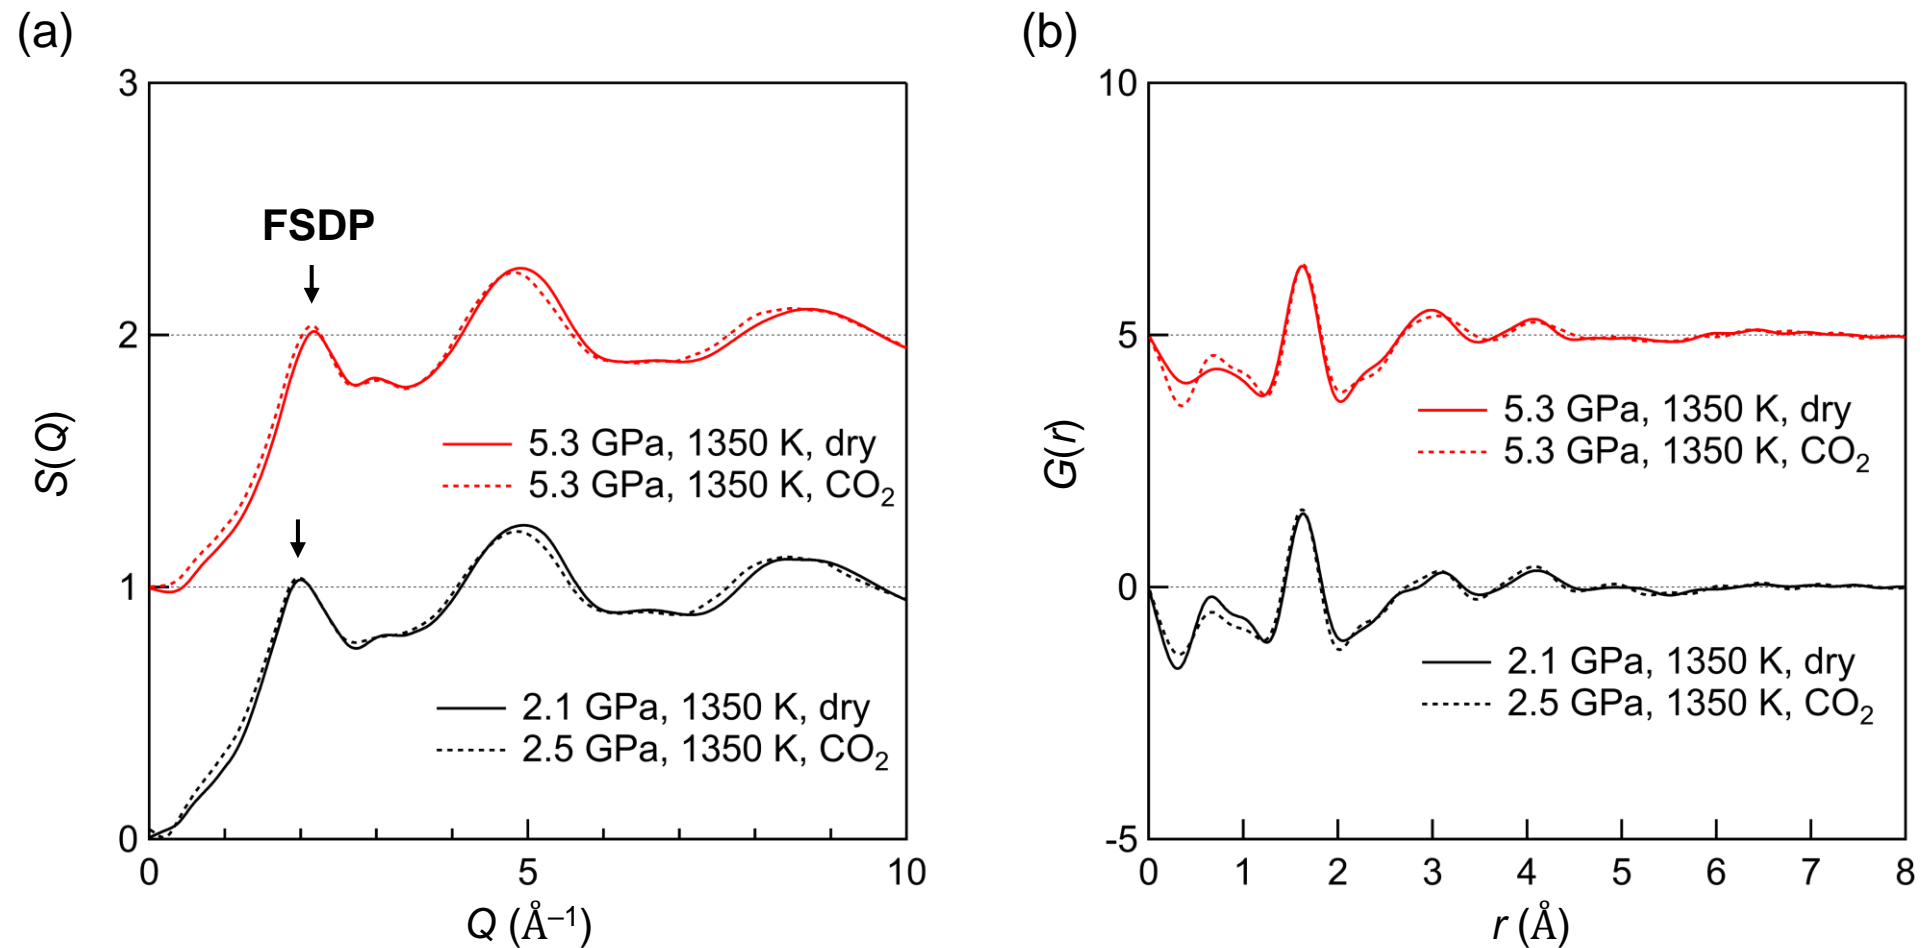 (a)
3
FSDP
2
5.3 GPa, 1350 K, dry
5.3 GPa, 1350 K, CO₂
S(Q)
1
2.1 GPa, 1350 K, dry
2.5 GPa, 1350 K, CO₂
0
0 5 10
Q (Å⁻¹)
(b)
10
5
5.3 GPa, 1350 K, dry
5.3 GPa, 1350 K, CO₂
G(r)
0
2.1 GPa, 1350 K, dry
2.5 GPa, 1350 K, CO₂
-5
0 1 2 3 4 5 6 7 8
r (Å)